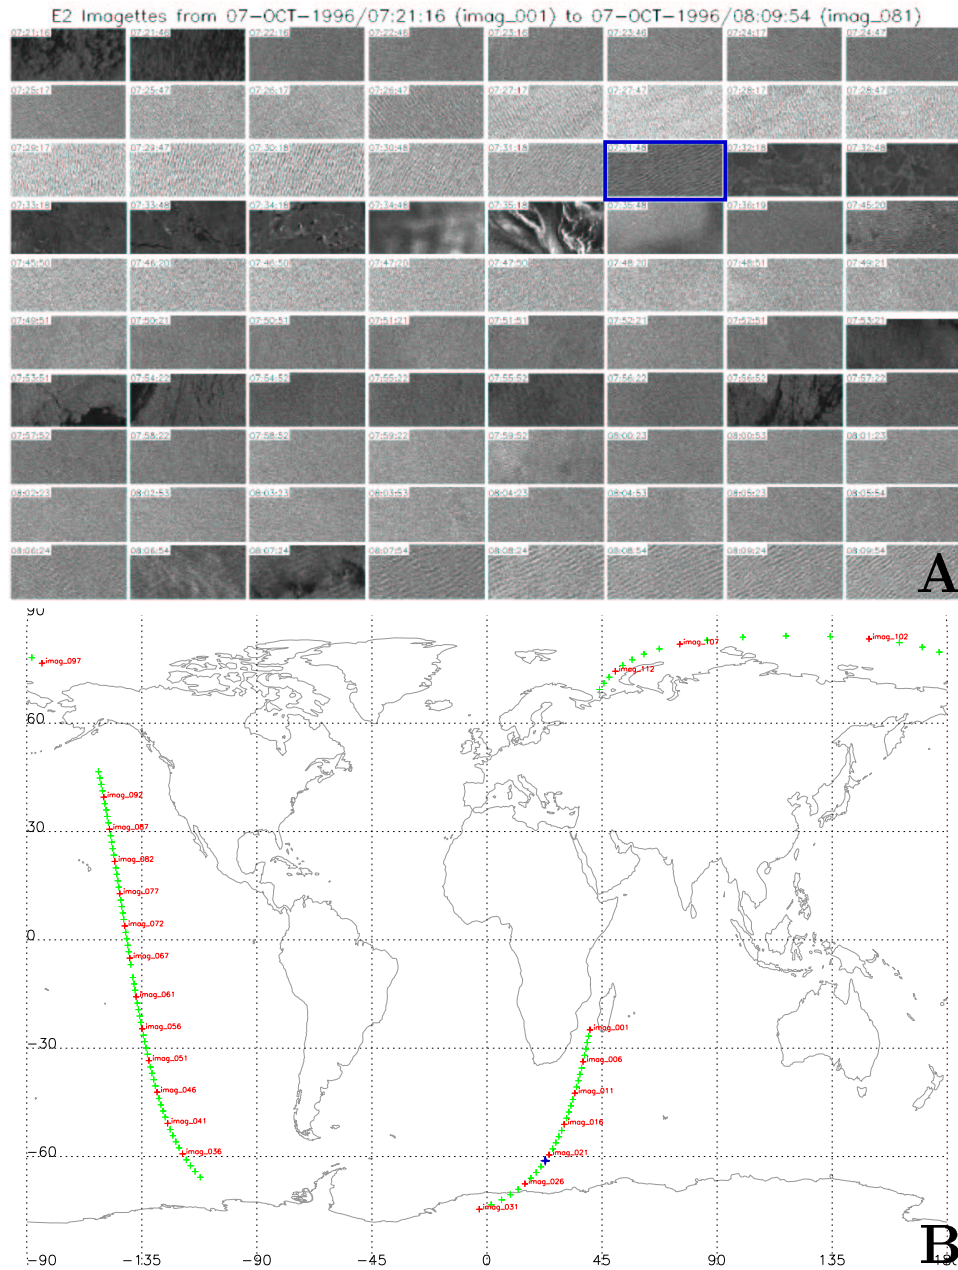 E2 Imagettes from 07-OCT-1996/07:21:16 (imag_001) to 07-OCT-1996/08:09:54 (imag_081)
07:21:16 07:21:46 07:22:16 07:22:46 07:23:16 07:23:46 07:24:17 07:24:47
07:25:17 07:25:47 07:26:17 07:26:47 07:27:17 07:27:47 07:28:17 07:28:47
07:29:17 07:29:47 07:30:18 07:30:48 07:31:18 07:31:48 07:32:18 07:32:48
07:33:18 07:33:48 07:34:18 07:34:48 07:35:18 07:35:48 07:36:19 07:45:20
07:45:50 07:46:20 07:46:50 07:47:20 07:47:50 07:48:20 07:48:51 07:49:21
07:49:51 07:50:21 07:50:51 07:51:21 07:51:51 07:52:21 07:52:51 07:53:21
07:53:51 07:54:22 07:54:52 07:55:22 07:55:52 07:56:22 07:56:52 07:57:22
07:57:52 07:58:22 07:58:52 07:59:22 07:59:52 08:00:23 08:00:53 08:01:23
08:02:23 08:02:53 08:03:23 08:03:53 08:04:23 08:04:53 08:05:23 08:05:54
08:06:24 08:06:54 08:07:24 08:07:54 08:08:24 08:08:54 08:09:24 08:09:54
A
90
imag_107 imag_102
imag_097
imag_112
60
imag_092
30
imag_087
imag_082
imag_077
imag_072
0
imag_067
imag_061
imag_056 imag_001
-30
imag_051 imag_006
imag_046 imag_011
imag_041 imag_016
-60
imag_036 imag_021
imag_026
imag_031
B
-90 -135 -90 -45 0 45 90 135 180